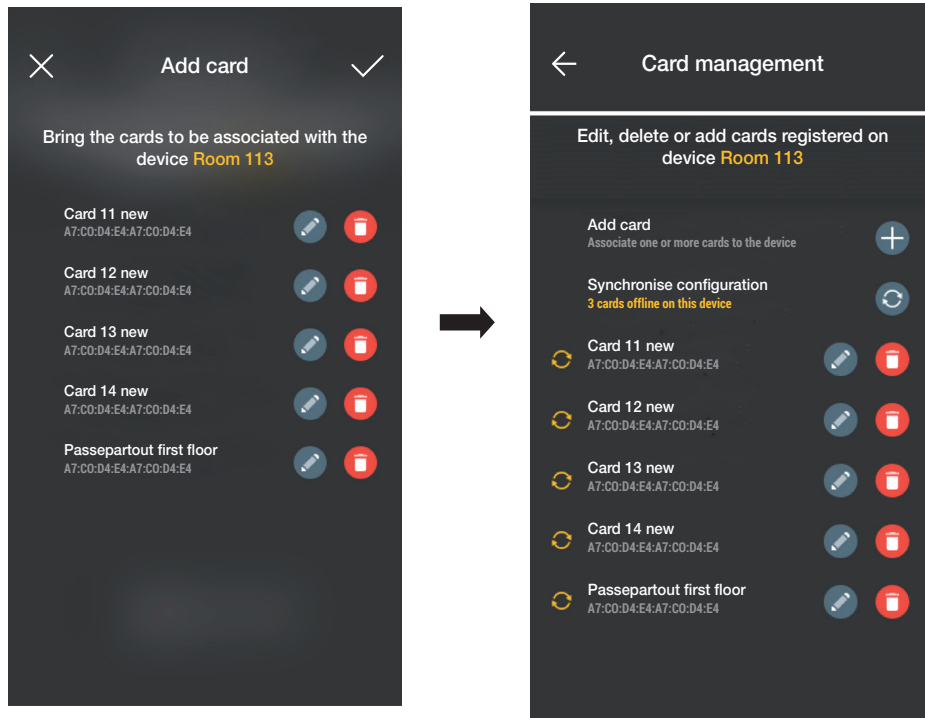 Add card
Bring the cards to be associated with the
device Room 113
Card 11 new
A7:C0:D4:E4:A7:C0:D4:E4
Card 12 new
A7:C0:D4:E4:A7:C0:D4:E4
Card 13 new
A7:C0:D4:E4:A7:C0:D4:E4
Card 14 new
A7:C0:D4:E4:A7:C0:D4:E4
Passepartout first floor
A7:C0:D4:E4:A7:C0:D4:E4
Card management
Edit, delete or add cards registered on
device Room 113
Add card
Associate one or more cards to the device
Synchronise configuration
3 cards offline on this device
Card 11 new
A7:C0:D4:E4:A7:C0:D4:E4
Card 12 new
A7:C0:D4:E4:A7:C0:D4:E4
Card 13 new
A7:C0:D4:E4:A7:C0:D4:E4
Card 14 new
A7:C0:D4:E4:A7:C0:D4:E4
Passepartout first floor
A7:C0:D4:E4:A7:C0:D4:E4